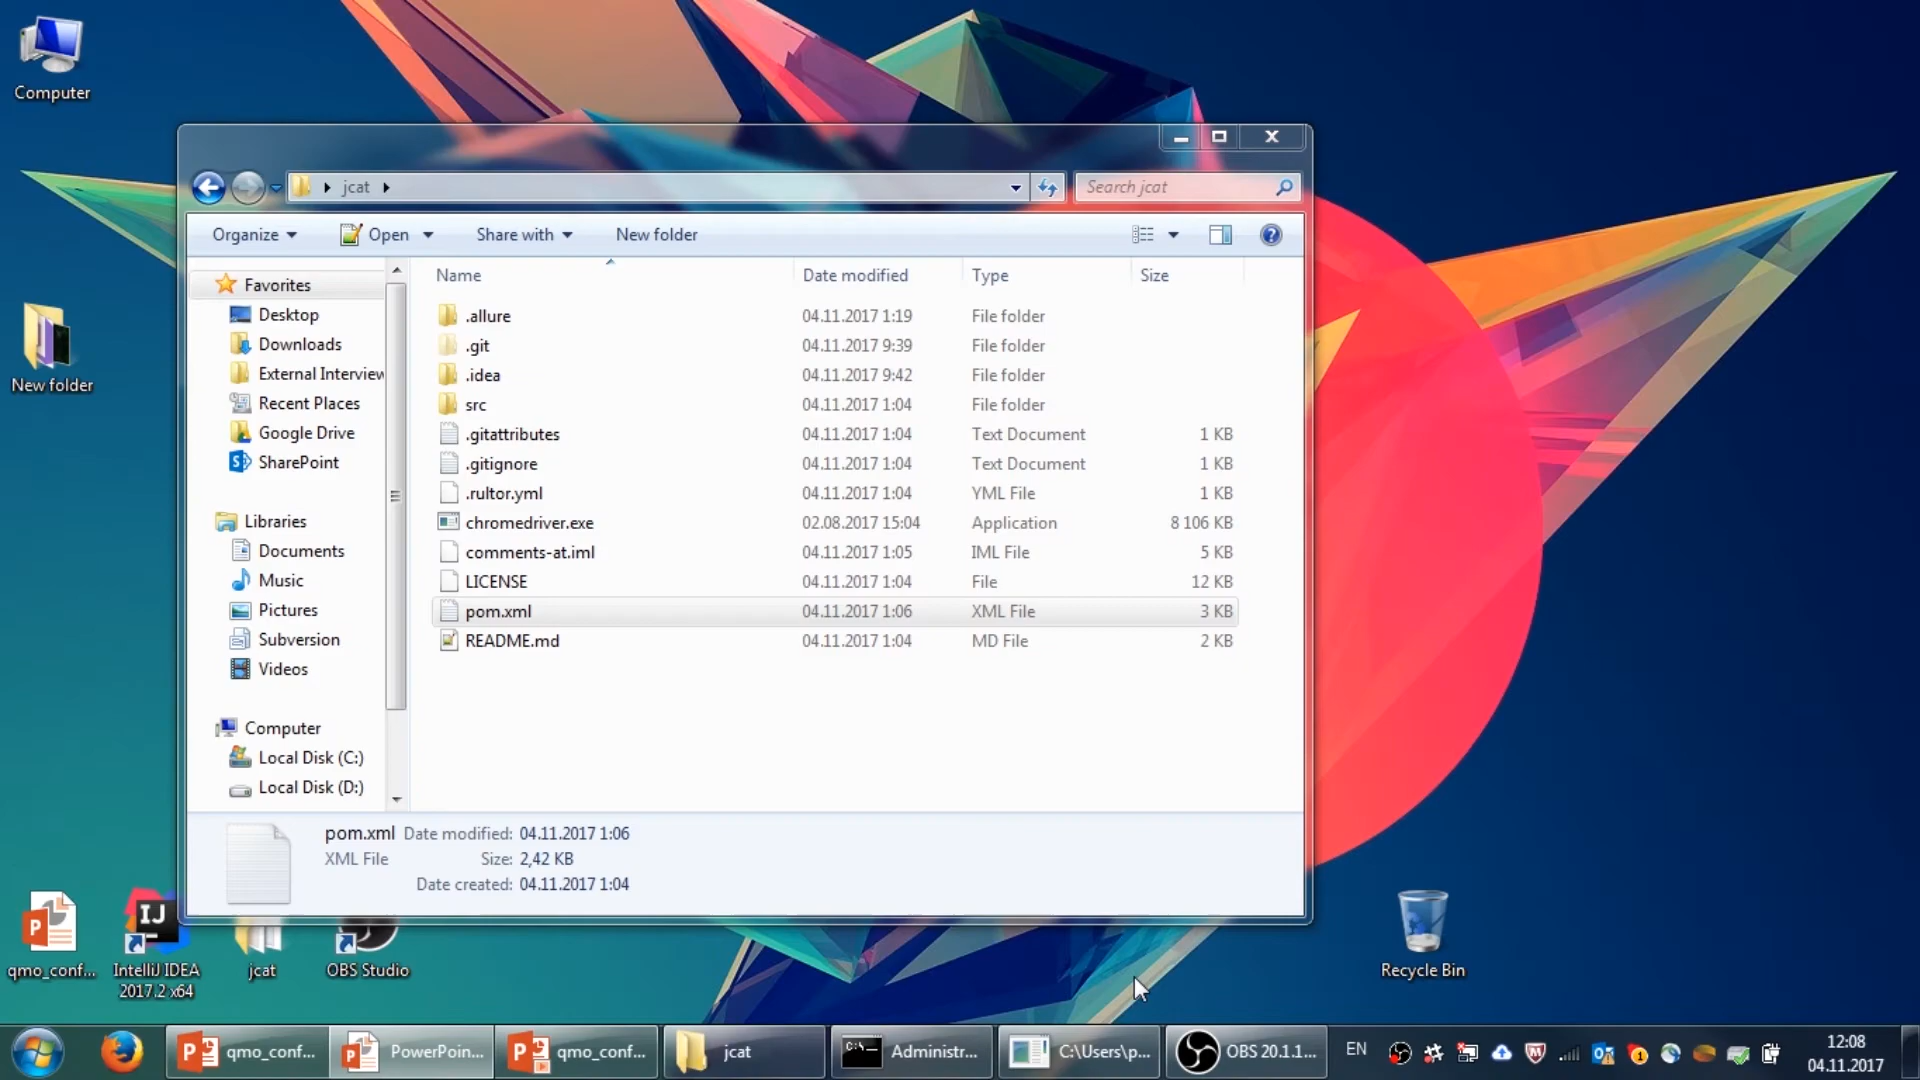 Computer
New folder
jcat
Search jcat
Organize
Open
Share with
New folder
Name
Date modified
Type
Size
Favorites
Desktop
Downloads
External Interview
Recent Places
Google Drive
SharePoint
Libraries
Documents
Music
Pictures
Subversion
Videos
Computer
Local Disk (C:)
Local Disk (D:)
.allure 04.11.2017 1:19 File folder
.git 04.11.2017 9:39 File folder
.idea 04.11.2017 9:42 File folder
src 04.11.2017 1:04 File folder
.gitattributes 04.11.2017 1:04 Text Document 1 KB
.gitignore 04.11.2017 1:04 Text Document 1 KB
.rultor.yml 04.11.2017 1:04 YML File 1 KB
chromedriver.exe 02.08.2017 15:04 Application 8 106 KB
comments-at.iml 04.11.2017 1:05 IML File 5 KB
LICENSE 04.11.2017 1:04 File 12 KB
pom.xml 04.11.2017 1:06 XML File 3 KB
README.md 04.11.2017 1:04 MD File 2 KB
pom.xml Date modified: 04.11.2017 1:06
XML File Size: 2,42 KB
Date created: 04.11.2017 1:04
qmo_conf...
IntelliJ IDEA
2017.2 x64
jcat
OBS Studio
Recycle Bin
qmo_conf...
PowerPoin...
qmo_conf...
jcat
Administr...
C:\Users\p...
OBS 20.1.1...
EN
12:08
04.11.2017